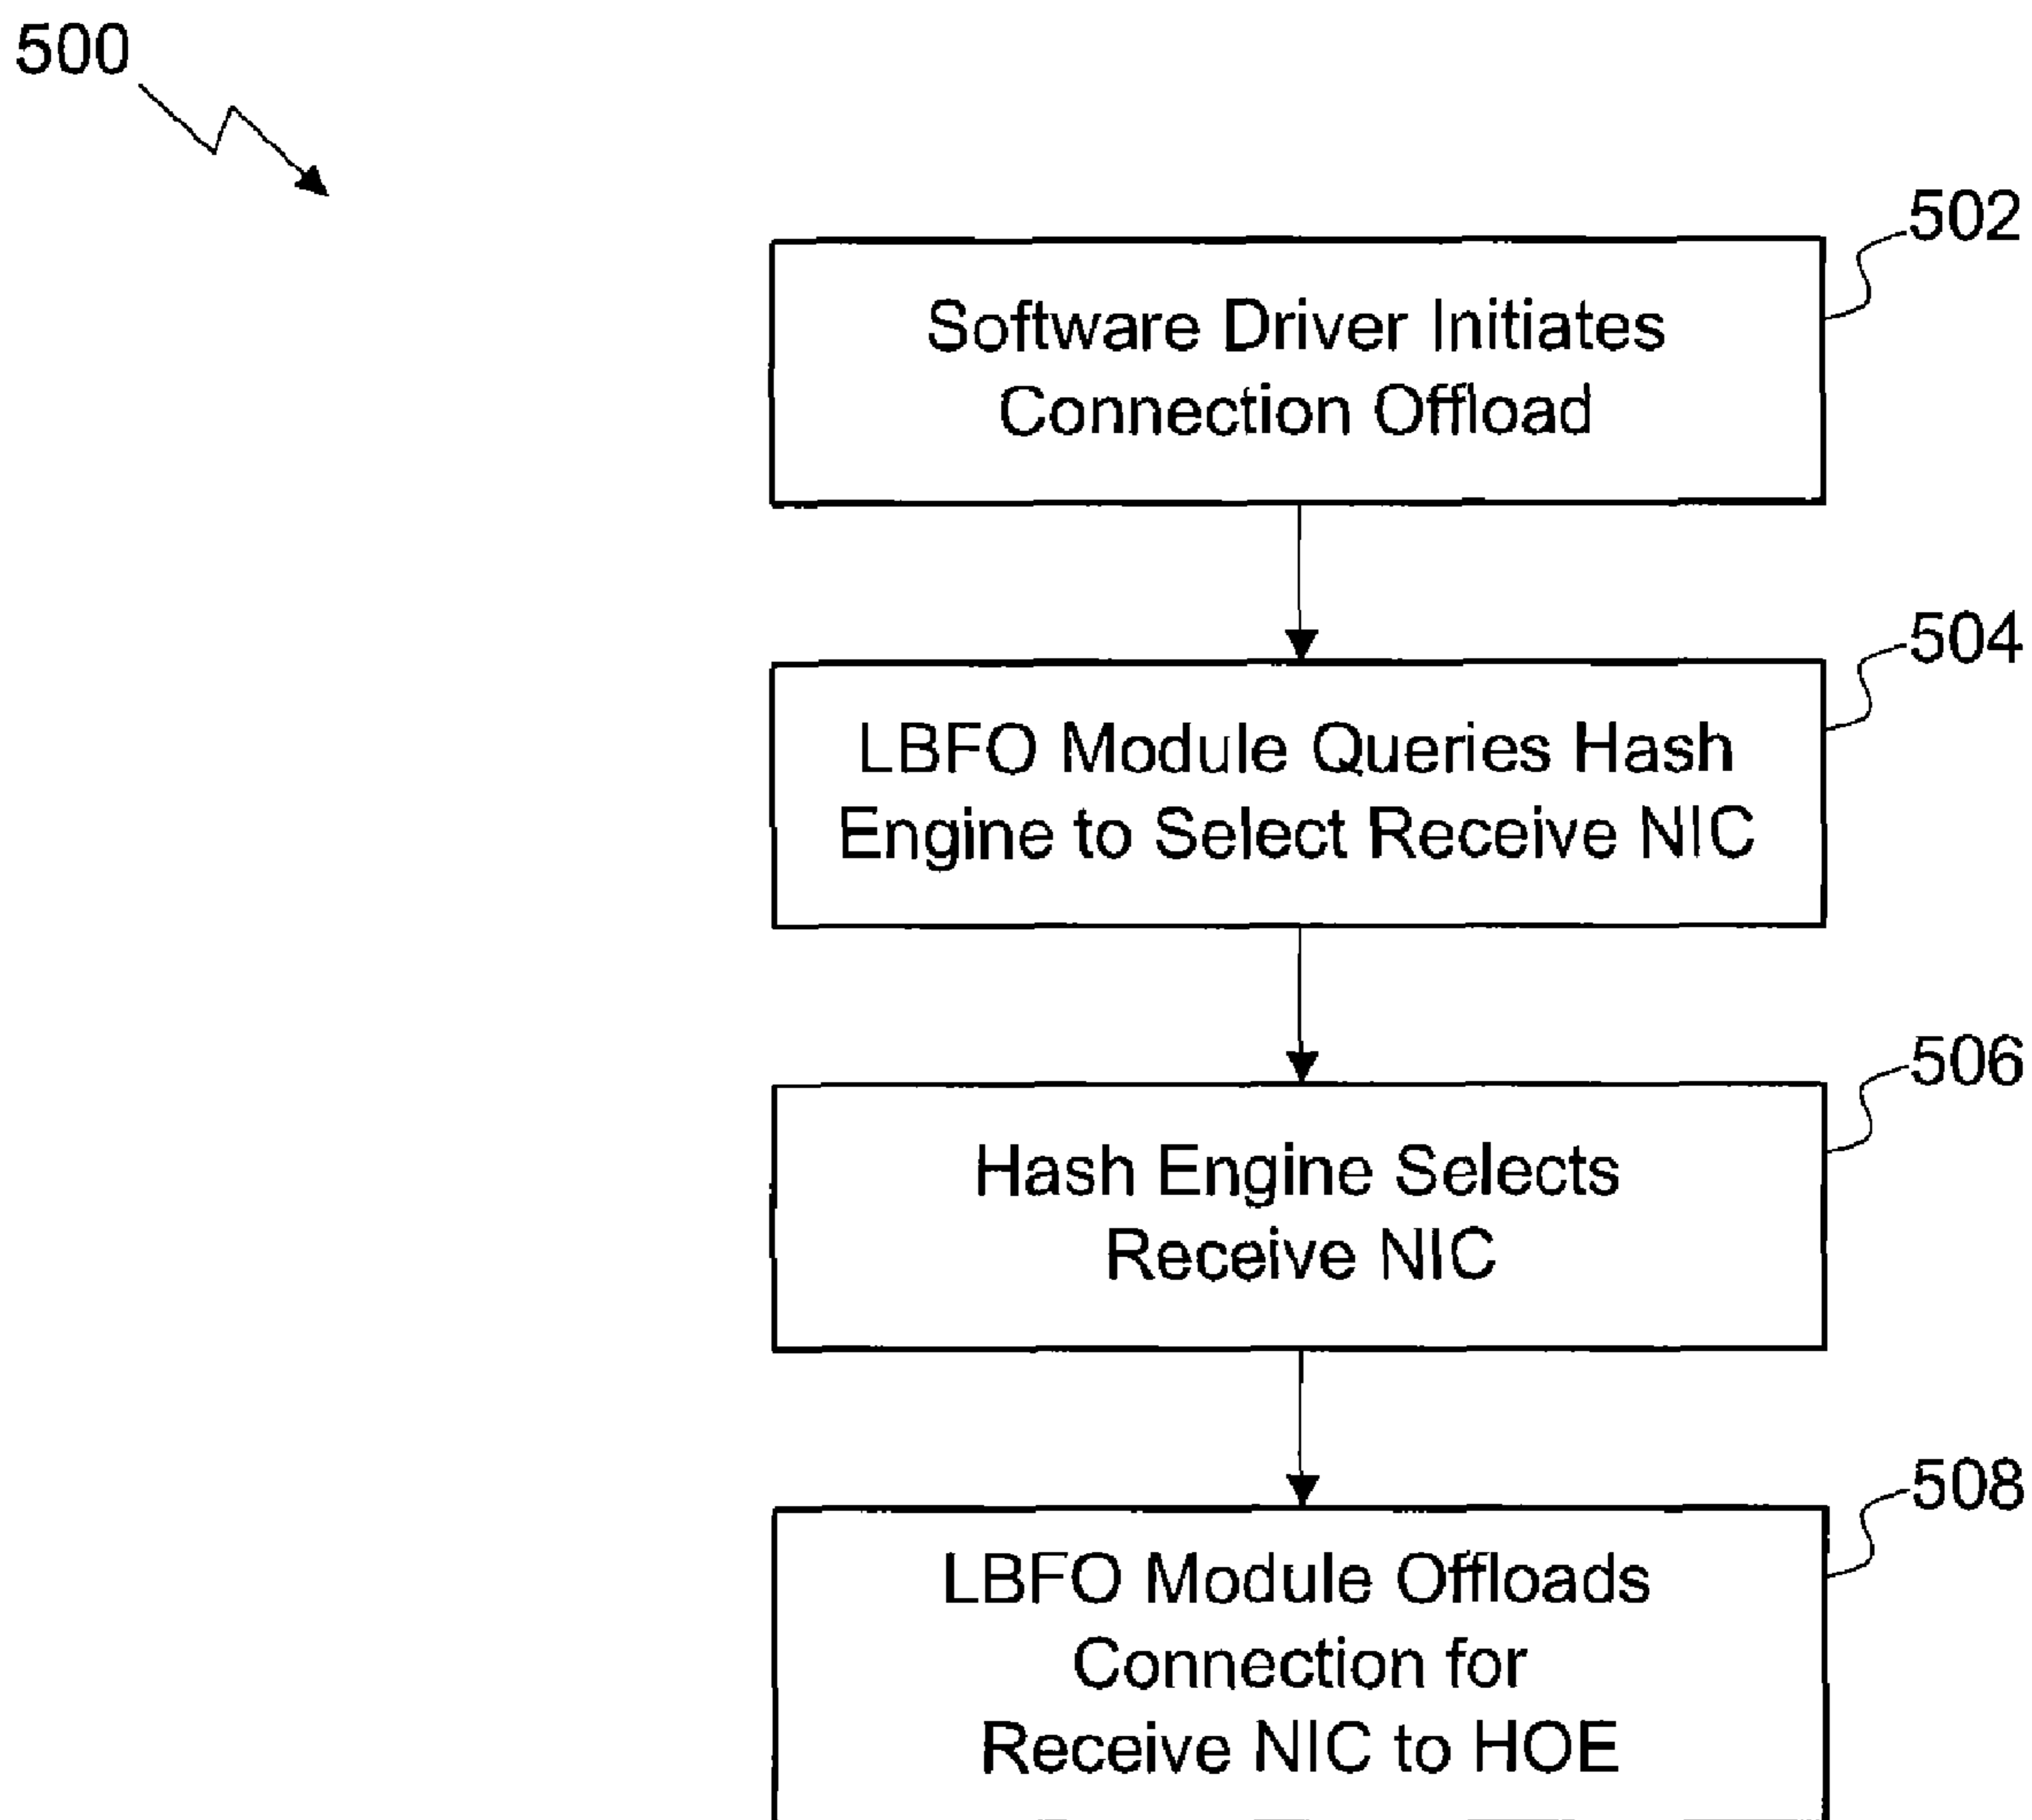 500
502
Software Driver Initiates
Connection Offload
504
LBFO Module Queries Hash
Engine to Select Receive NIC
506
Hash Engine Selects
Receive NIC
508
LBFO Module Offloads
Connection for
Receive NIC to HOE